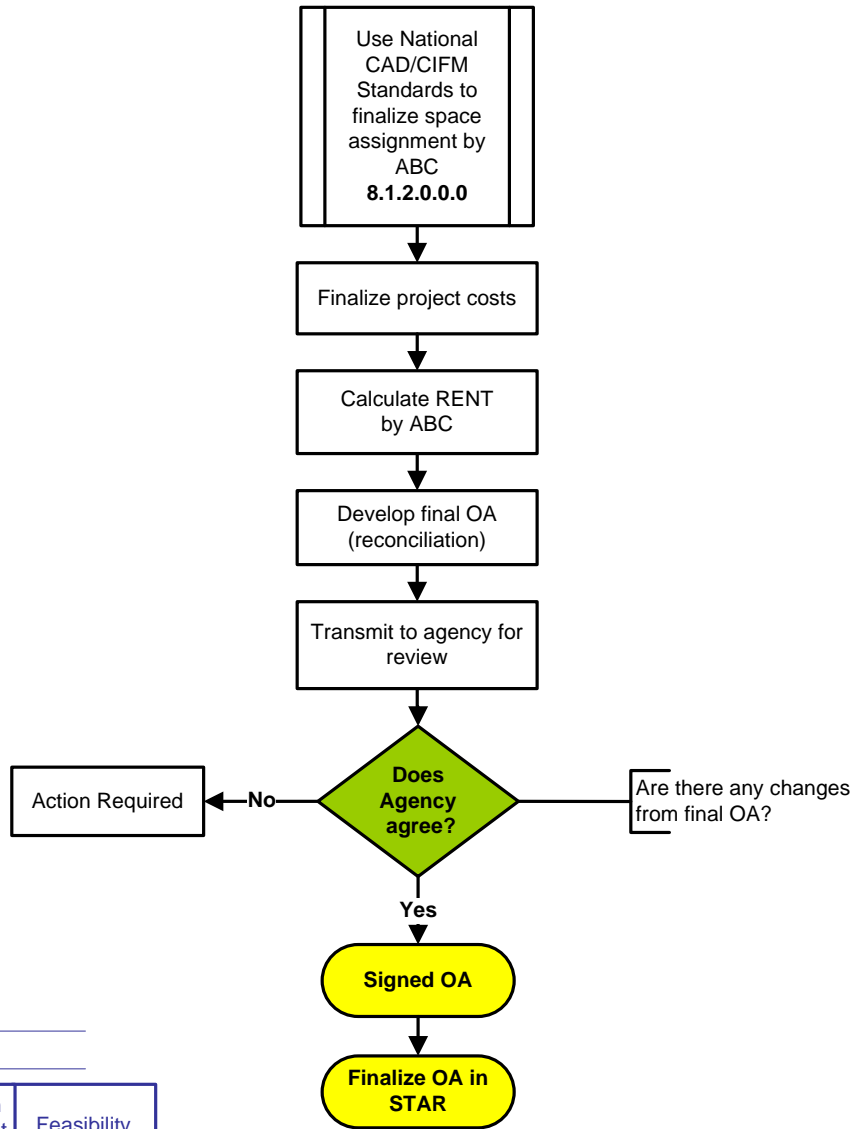 Use National
CAD/CIFM
Standards to
finalize space
assignment by
ABC
8.1.2.0.0.0
Finalize project costs
Calculate RENT
by ABC
Develop final OA
(reconciliation)
Transmit to agency for
review
Does
Agency
agree?
Action Required
No
Are there any changes
from final OA?
Yes
Signed OA
Finalize OA in
STAR
Feasibility